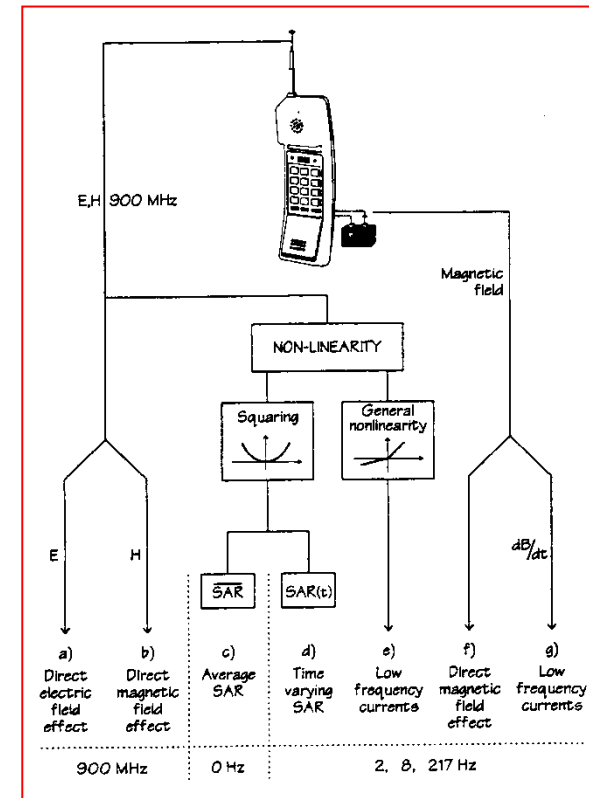 E,H 900 MHz
Magnetic
field
NON-LINEARITY
Squaring
General
nonlinearity
E
H
dB/dt
SAR
SAR(t)
a)
Direct
electric
field
effect
b)
Direct
magnetic
field
effect
c)
Average
SAR
d)
Time
varying
SAR
e)
Low
frequency
currents
f)
Direct
magnetic
field
effect
g)
Low
frequency
currents
900 MHz
0 Hz
2, 8, 217 Hz